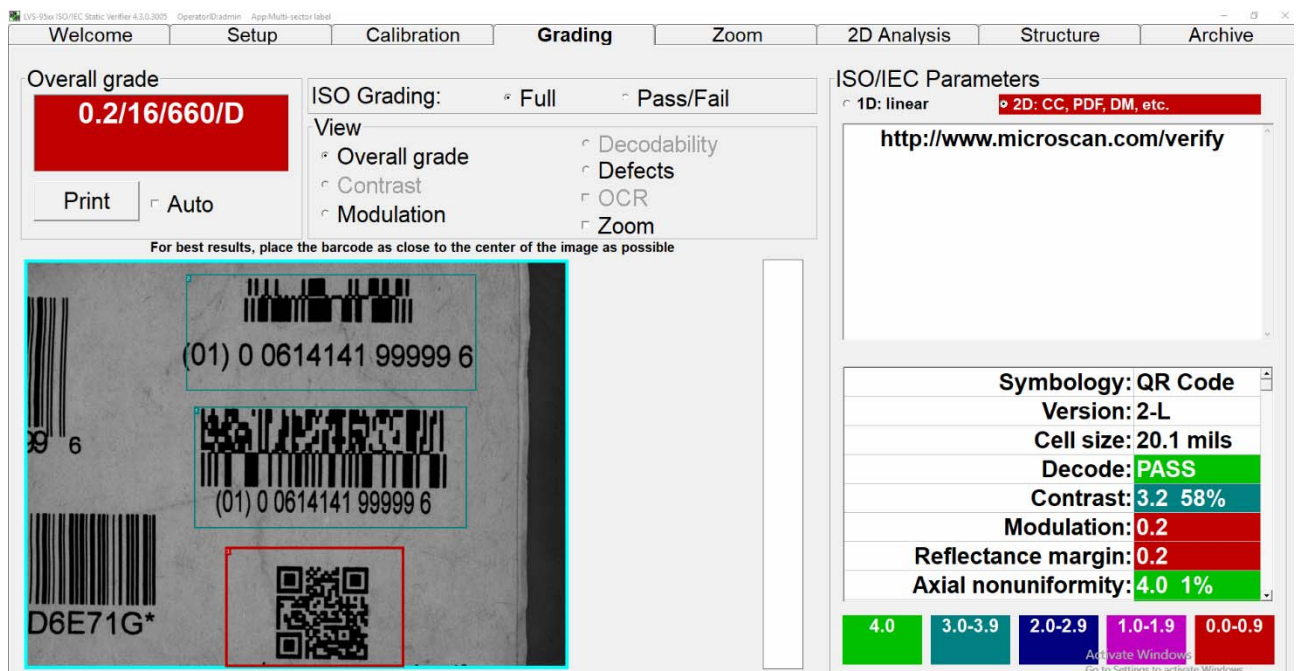 LVS-95xx ISO/IEC Static Verifier 4.3.0.3005 OperatorID:admin App:Multi-sector label
Welcome Setup Calibration Grading Zoom 2D Analysis Structure Archive
Overall grade
0.2/16/660/D
Print Auto
ISO Grading: Full Pass/Fail
View
Overall grade
Contrast
Modulation
Decodability
Defects
OCR
Zoom
For best results, place the barcode as close to the center of the image as possible
(01) 0 0614141 99999 6
99 6
(01) 0 0614141 99999 6
D6E71G*
ISO/IEC Parameters
1D: linear 2D: CC, PDF, DM, etc.
http://www.microscan.com/verify
Symbology: QR Code
Version: 2-L
Cell size: 20.1 mils
Decode: PASS
Contrast: 3.2 58%
Modulation: 0.2
Reflectance margin: 0.2
Axial nonuniformity: 4.0 1%
4.0 3.0-3.9 2.0-2.9 1.0-1.9 0.0-0.9
Activate Windows
Go to Settings to activate Windows.